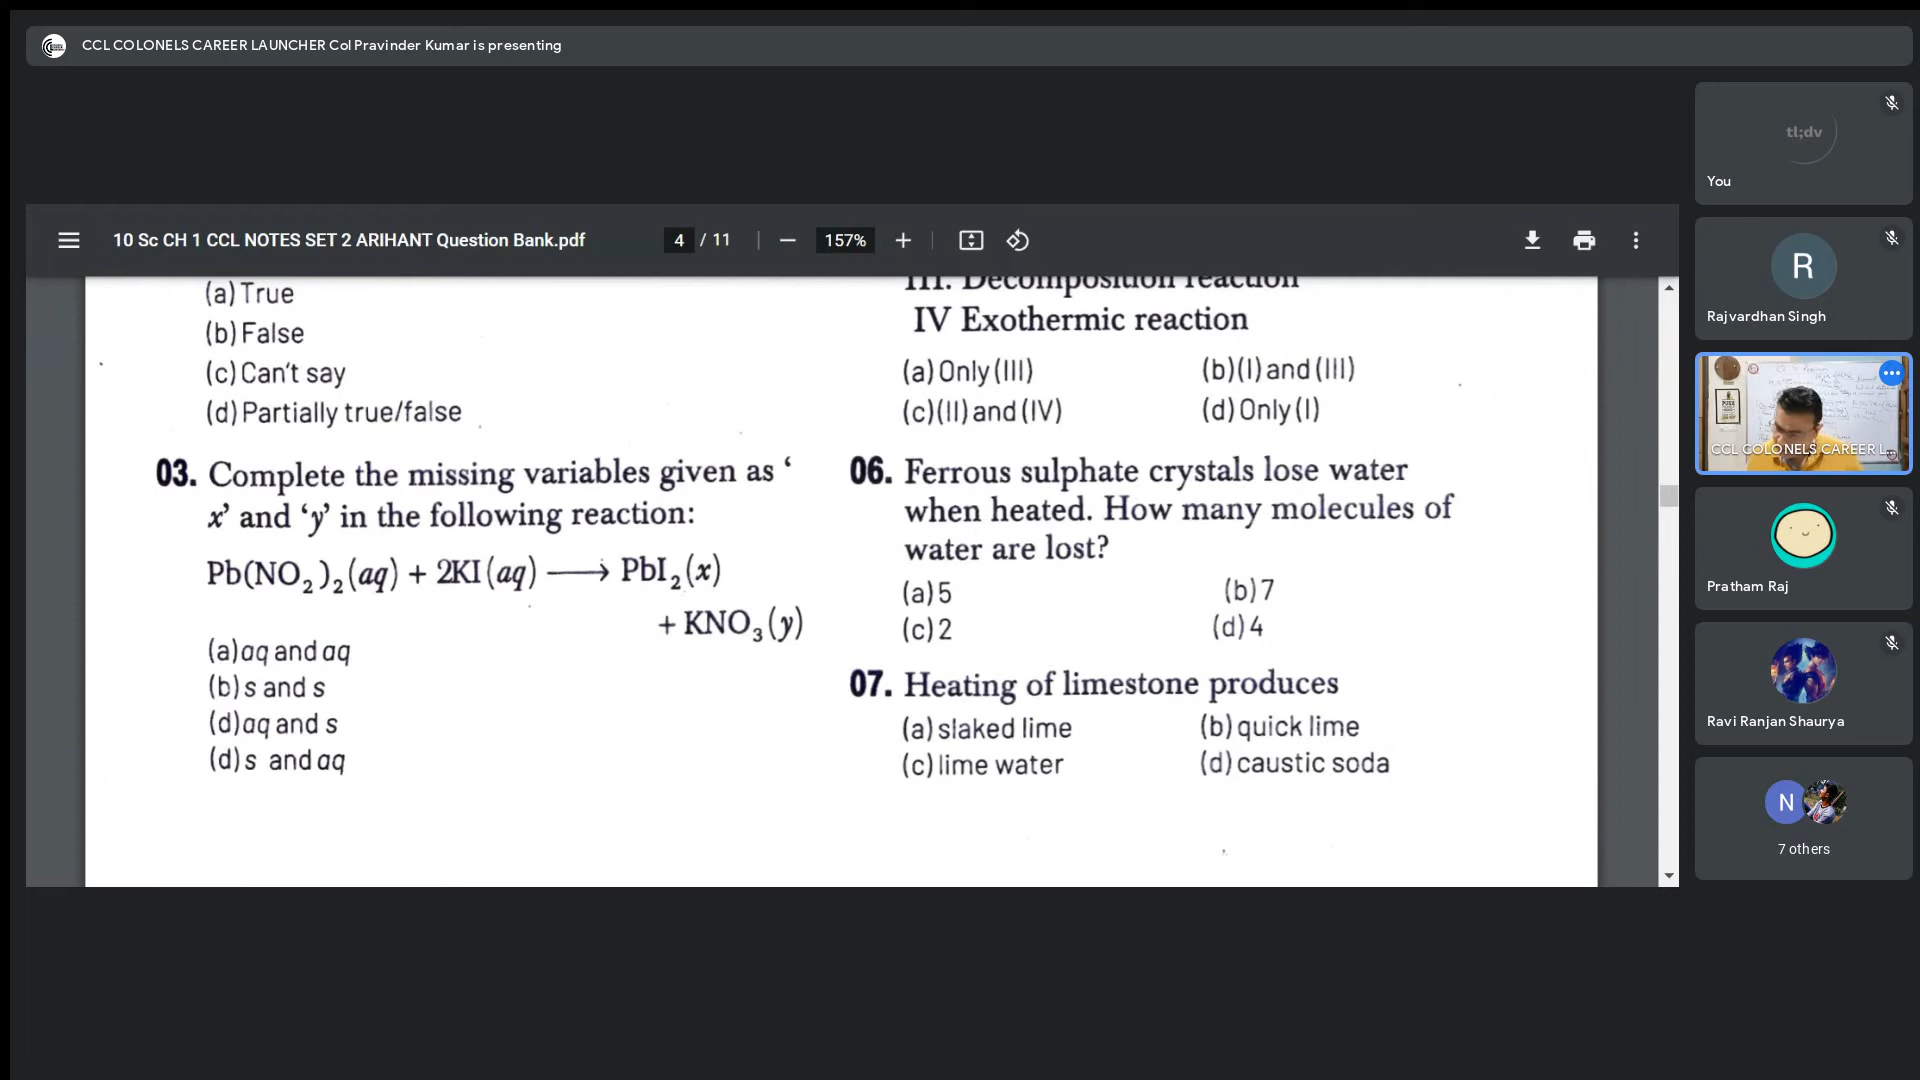 CCL COLONELS CAREER LAUNCHER Col Pravinder Kumar is presenting
10 Sc CH 1 CCL NOTES SET 2 ARIHANT Question Bank.pdf
4 / 11
157%
(a) True
(b) False
(c) Can't say
(d) Partially true/false
03. Complete the missing variables given as ‘
x’ and ‘y’ in the following reaction:
Pb(NO₂)₂(aq) + 2KI(aq) ⟶ PbI₂(x)
+ KNO₃(y)
(a) aq and aq
(b) s and s
(d) aq and s
(d) s and aq
III. Decomposition reaction
IV Exothermic reaction
(a) Only (III) (b) (I) and (III)
(c) (II) and (IV) (d) Only (I)
06. Ferrous sulphate crystals lose water
when heated. How many molecules of
water are lost?
(a) 5 (b) 7
(c) 2 (d) 4
07. Heating of limestone produces
(a) slaked lime (b) quick lime
(c) lime water (d) caustic soda
tl;dv
You
R
Rajvardhan Singh
CCL COLONELS CAREER L...
Pratham Raj
Ravi Ranjan Shaurya
N
7 others